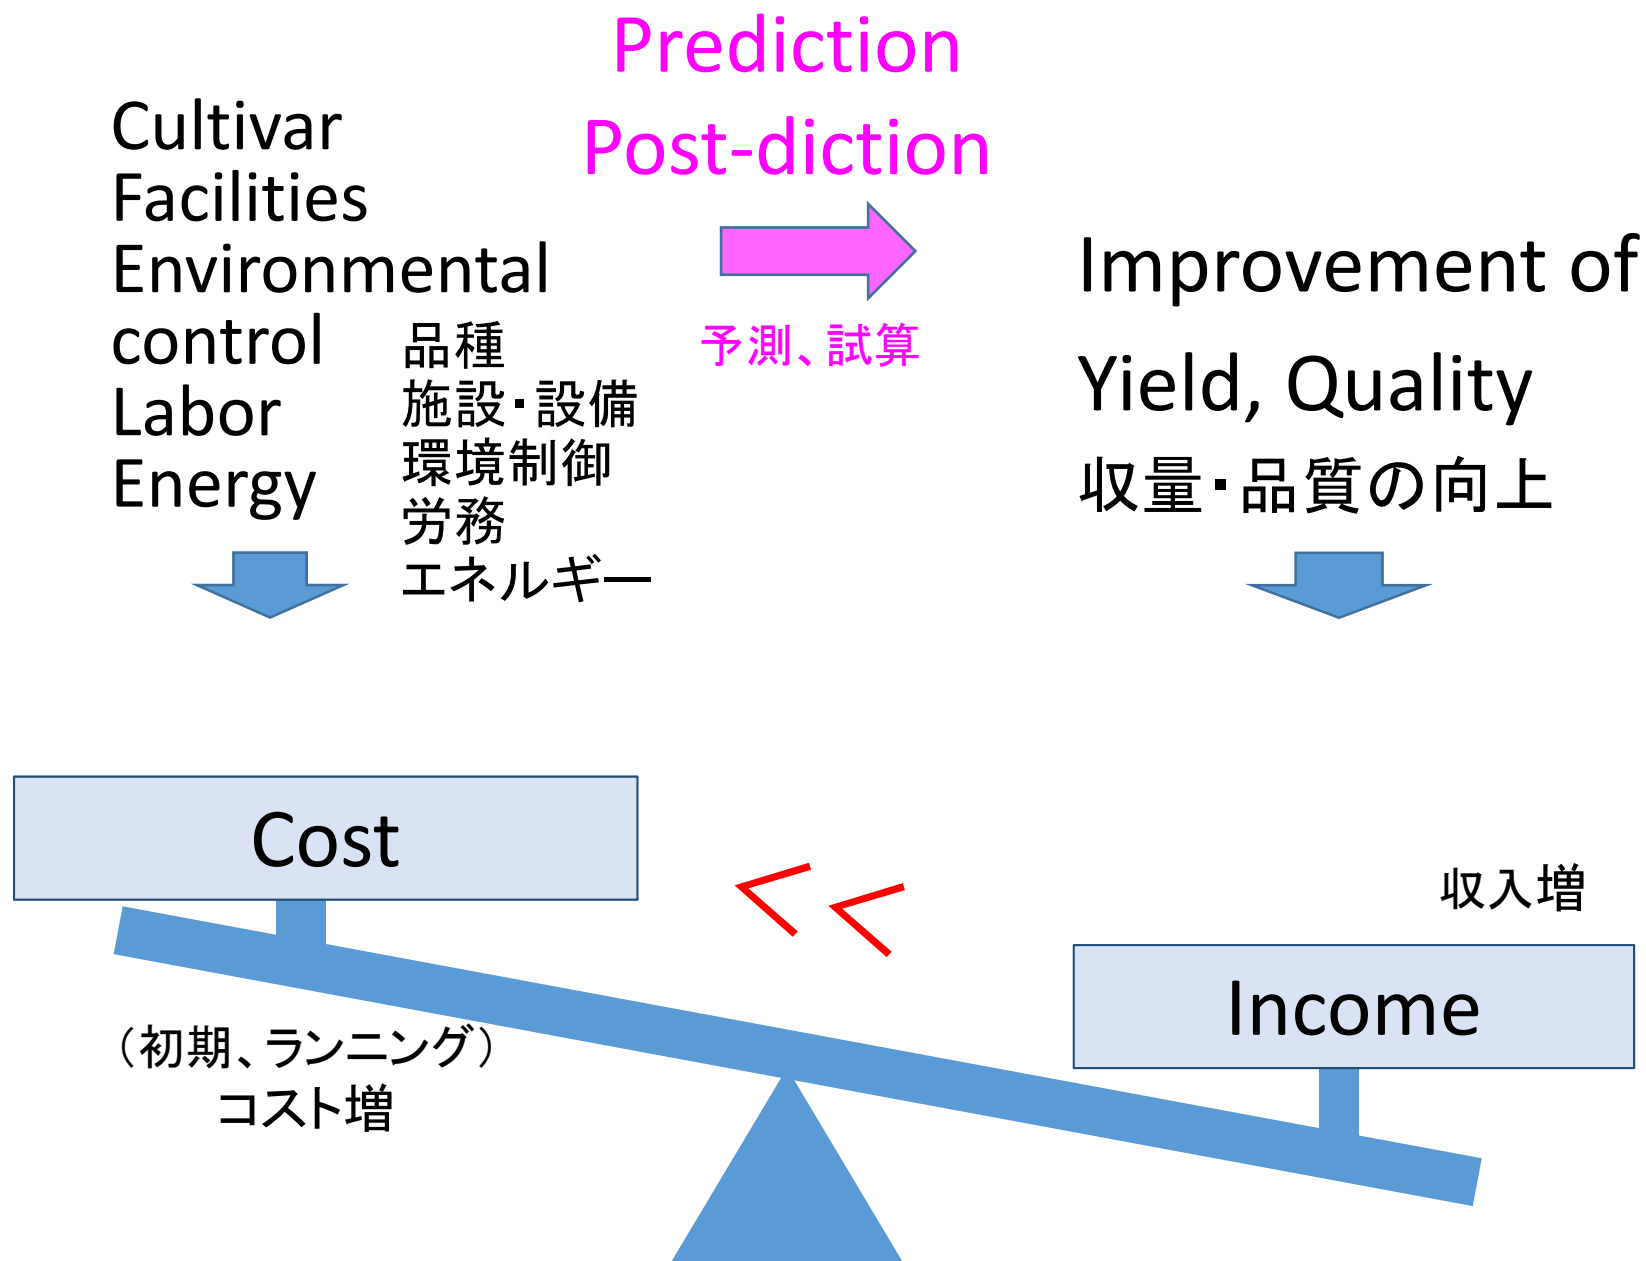 Prediction
Post-diction
Cultivar
Facilities
Environmental
control
Labor
Energy
品種
施設・設備
環境制御
労務
エネルギー
予測、試算
Improvement of
Yield, Quality
収量・品質の向上
Cost
<<
収入増
Income
（初期、ランニング）
コスト増